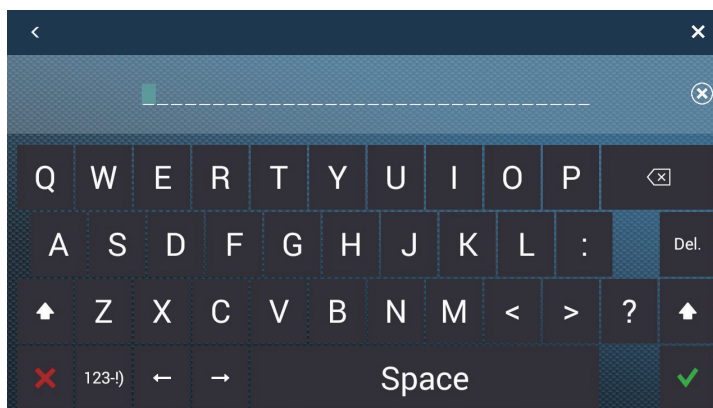 Q W E R T Y U I O P
A S D F G H J K L : Del.
Z X C V B N M < > ?
123-!) ← → Space